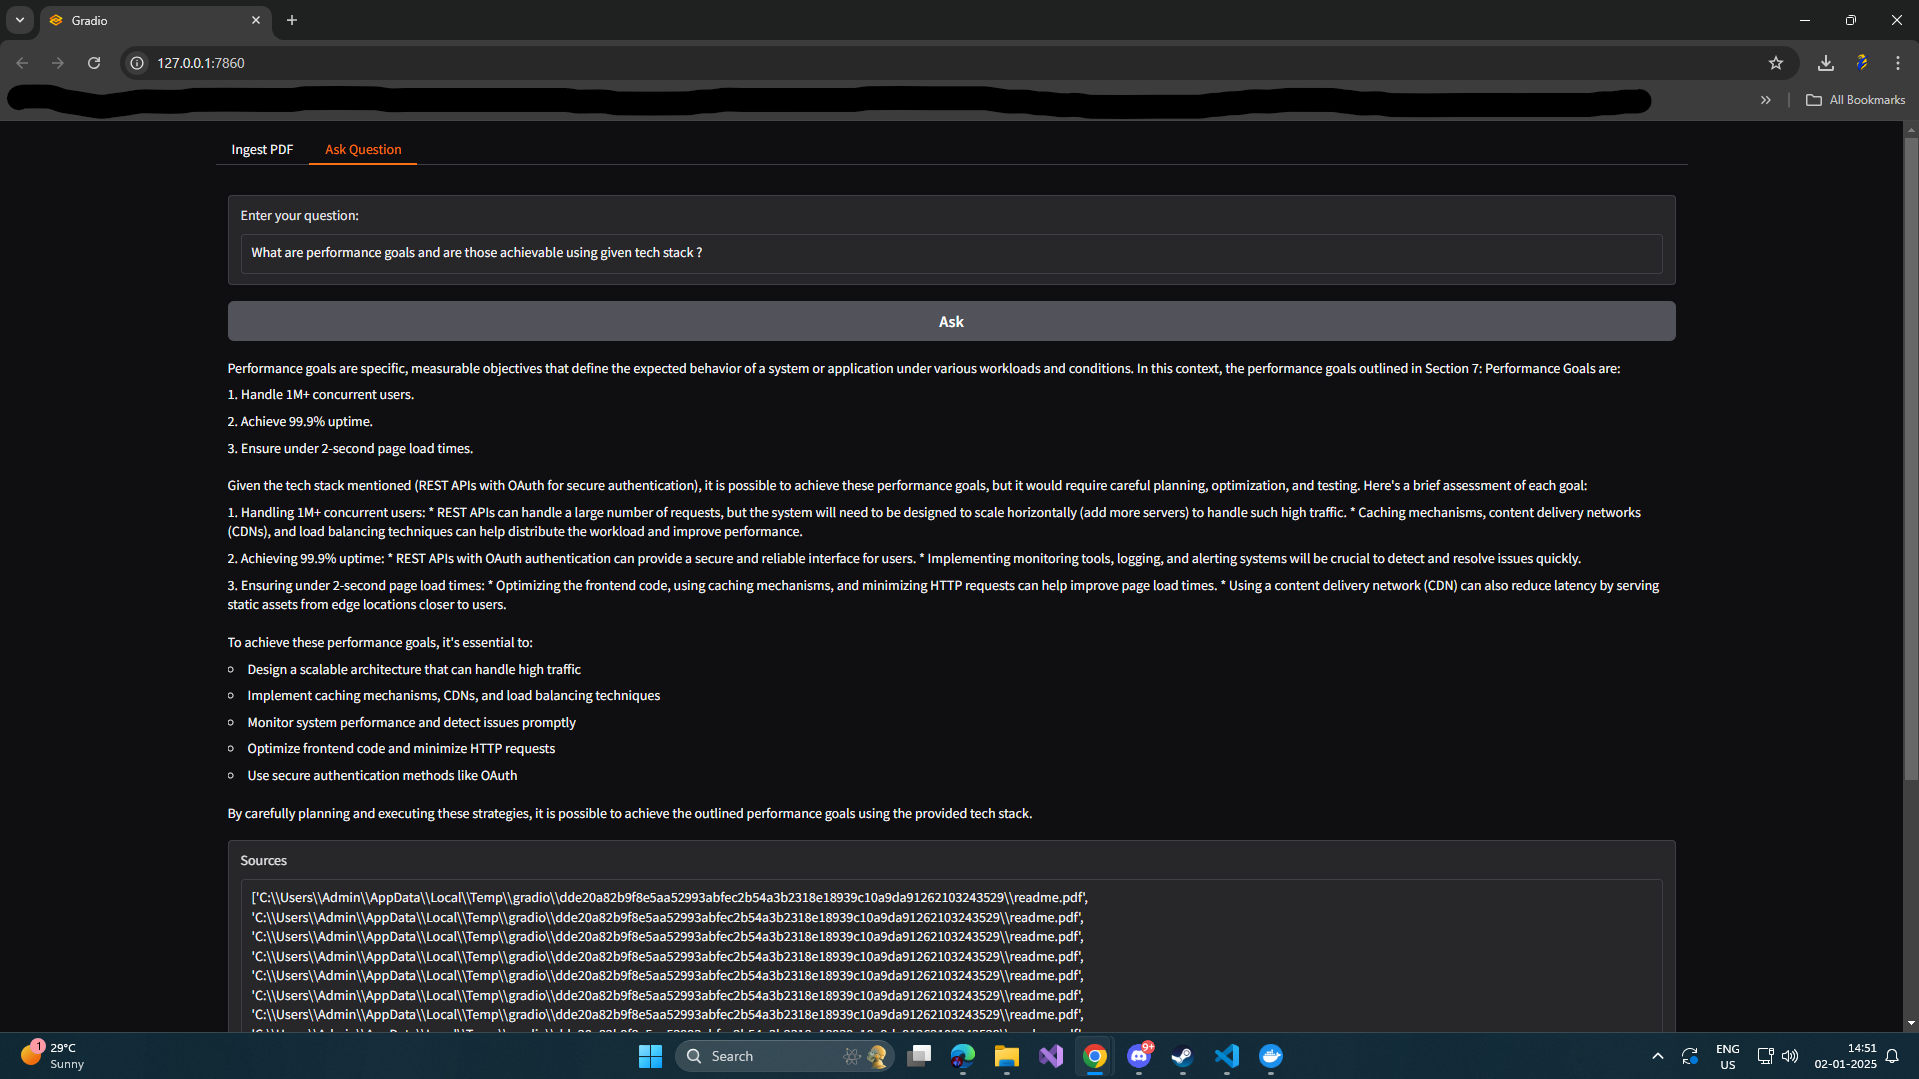 Gradio
127.0.0.1:7860
All Bookmarks
Ingest PDF
Ask Question
Enter your question:
What are performance goals and are those achievable using given tech stack ?
Ask
Performance goals are specific, measurable objectives that define the expected behavior of a system or application under various workloads and conditions. In this context, the performance goals outlined in Section 7: Performance Goals are:
1. Handle 1M+ concurrent users.
2. Achieve 99.9% uptime.
3. Ensure under 2-second page load times.
Given the tech stack mentioned (REST APIs with OAuth for secure authentication), it is possible to achieve these performance goals, but it would require careful planning, optimization, and testing. Here's a brief assessment of each goal:
1. Handling 1M+ concurrent users: * REST APIs can handle a large number of requests, but the system will need to be designed to scale horizontally (add more servers) to handle such high traffic. * Caching mechanisms, content delivery networks
(CDNs), and load balancing techniques can help distribute the workload and improve performance.
2. Achieving 99.9% uptime: * REST APIs with OAuth authentication can provide a secure and reliable interface for users. * Implementing monitoring tools, logging, and alerting systems will be crucial to detect and resolve issues quickly.
3. Ensuring under 2-second page load times: * Optimizing the frontend code, using caching mechanisms, and minimizing HTTP requests can help improve page load times. * Using a content delivery network (CDN) can also reduce latency by serving
static assets from edge locations closer to users.
To achieve these performance goals, it's essential to:
Design a scalable architecture that can handle high traffic
Implement caching mechanisms, CDNs, and load balancing techniques
Monitor system performance and detect issues promptly
Optimize frontend code and minimize HTTP requests
Use secure authentication methods like OAuth
By carefully planning and executing these strategies, it is possible to achieve the outlined performance goals using the provided tech stack.
Sources
['C:\\Users\\Admin\\AppData\\Local\\Temp\\gradio\\dde20a82b9f8e5aa52993abfec2b54a3b2318e18939c10a9da91262103243529\\readme.pdf',
'C:\\Users\\Admin\\AppData\\Local\\Temp\\gradio\\dde20a82b9f8e5aa52993abfec2b54a3b2318e18939c10a9da91262103243529\\readme.pdf',
'C:\\Users\\Admin\\AppData\\Local\\Temp\\gradio\\dde20a82b9f8e5aa52993abfec2b54a3b2318e18939c10a9da91262103243529\\readme.pdf',
'C:\\Users\\Admin\\AppData\\Local\\Temp\\gradio\\dde20a82b9f8e5aa52993abfec2b54a3b2318e18939c10a9da91262103243529\\readme.pdf',
'C:\\Users\\Admin\\AppData\\Local\\Temp\\gradio\\dde20a82b9f8e5aa52993abfec2b54a3b2318e18939c10a9da91262103243529\\readme.pdf',
'C:\\Users\\Admin\\AppData\\Local\\Temp\\gradio\\dde20a82b9f8e5aa52993abfec2b54a3b2318e18939c10a9da91262103243529\\readme.pdf',
'C:\\Users\\Admin\\AppData\\Local\\Temp\\gradio\\dde20a82b9f8e5aa52993abfec2b54a3b2318e18939c10a9da91262103243529\\readme.pdf',
1
29°C
Sunny
Search
9+
ENG
US
14:51
02-01-2025